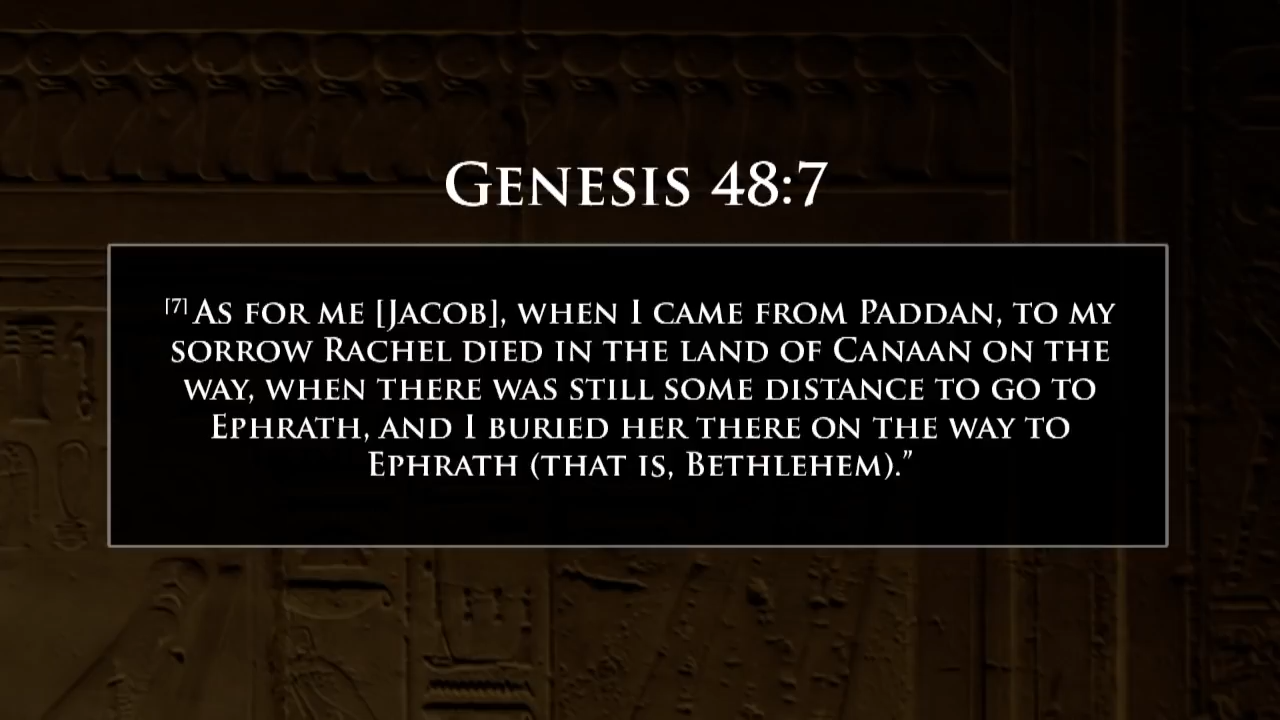 Genesis 48:7
[7] As for me [Jacob], when I came from Paddan, to my
sorrow Rachel died in the land of Canaan on the
way, when there was still some distance to go to
Ephrath, and I buried her there on the way to
Ephrath (that is, Bethlehem).”